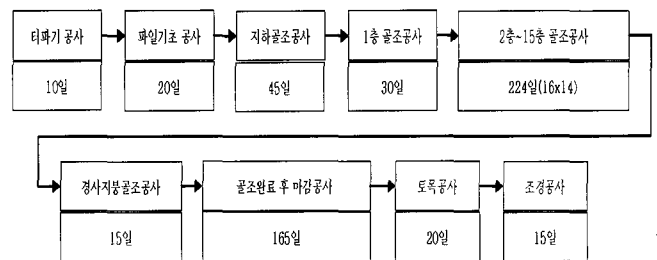 터파기 공사
파일기초 공사
지하골조공사
1층 골조공사
2층~15층 골조공사
10일
20일
45일
30일
224일(16x14)
경사지붕골조공사
골조완료 후 마감공사
토목공사
조경공사
15일
165일
20일
15일